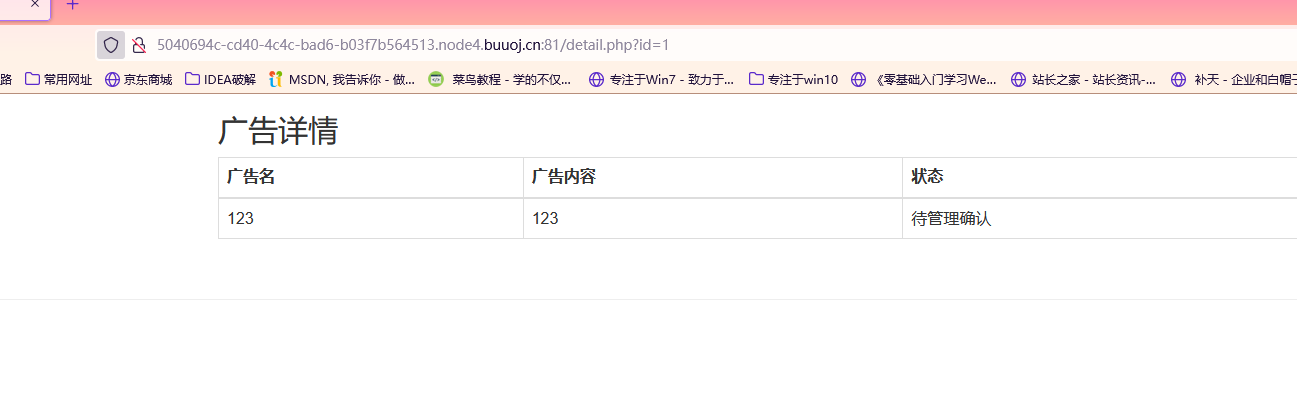 5040694c-cd40-4c4c-bad6-b03f7b564513.node4.buuoj.cn:81/detail.php?id=1
路 常用网址 京东商城 IDEA破解 MSDN, 我告诉你 - 做... 菜鸟教程 - 学的不仅... 专注于Win7 - 致力于... 专注于win10 《零基础入门学习We... 站长之家 - 站长资讯-... 补天 - 企业和白帽子
广告详情
广告名 广告内容 状态
123 123 待管理确认